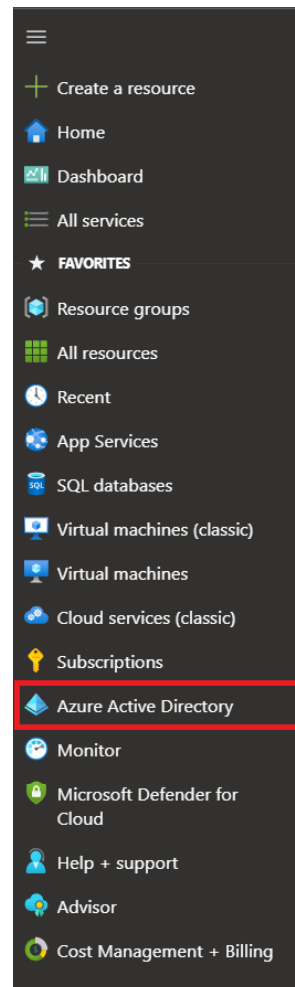 Create a resource
Home
Dashboard
All services
FAVORITES
Resource groups
All resources
Recent
App Services
SQL databases
Virtual machines (classic)
Virtual machines
Cloud services (classic)
Subscriptions
Azure Active Directory
Monitor
Microsoft Defender for
Cloud
Help + support
Advisor
Cost Management + Billing